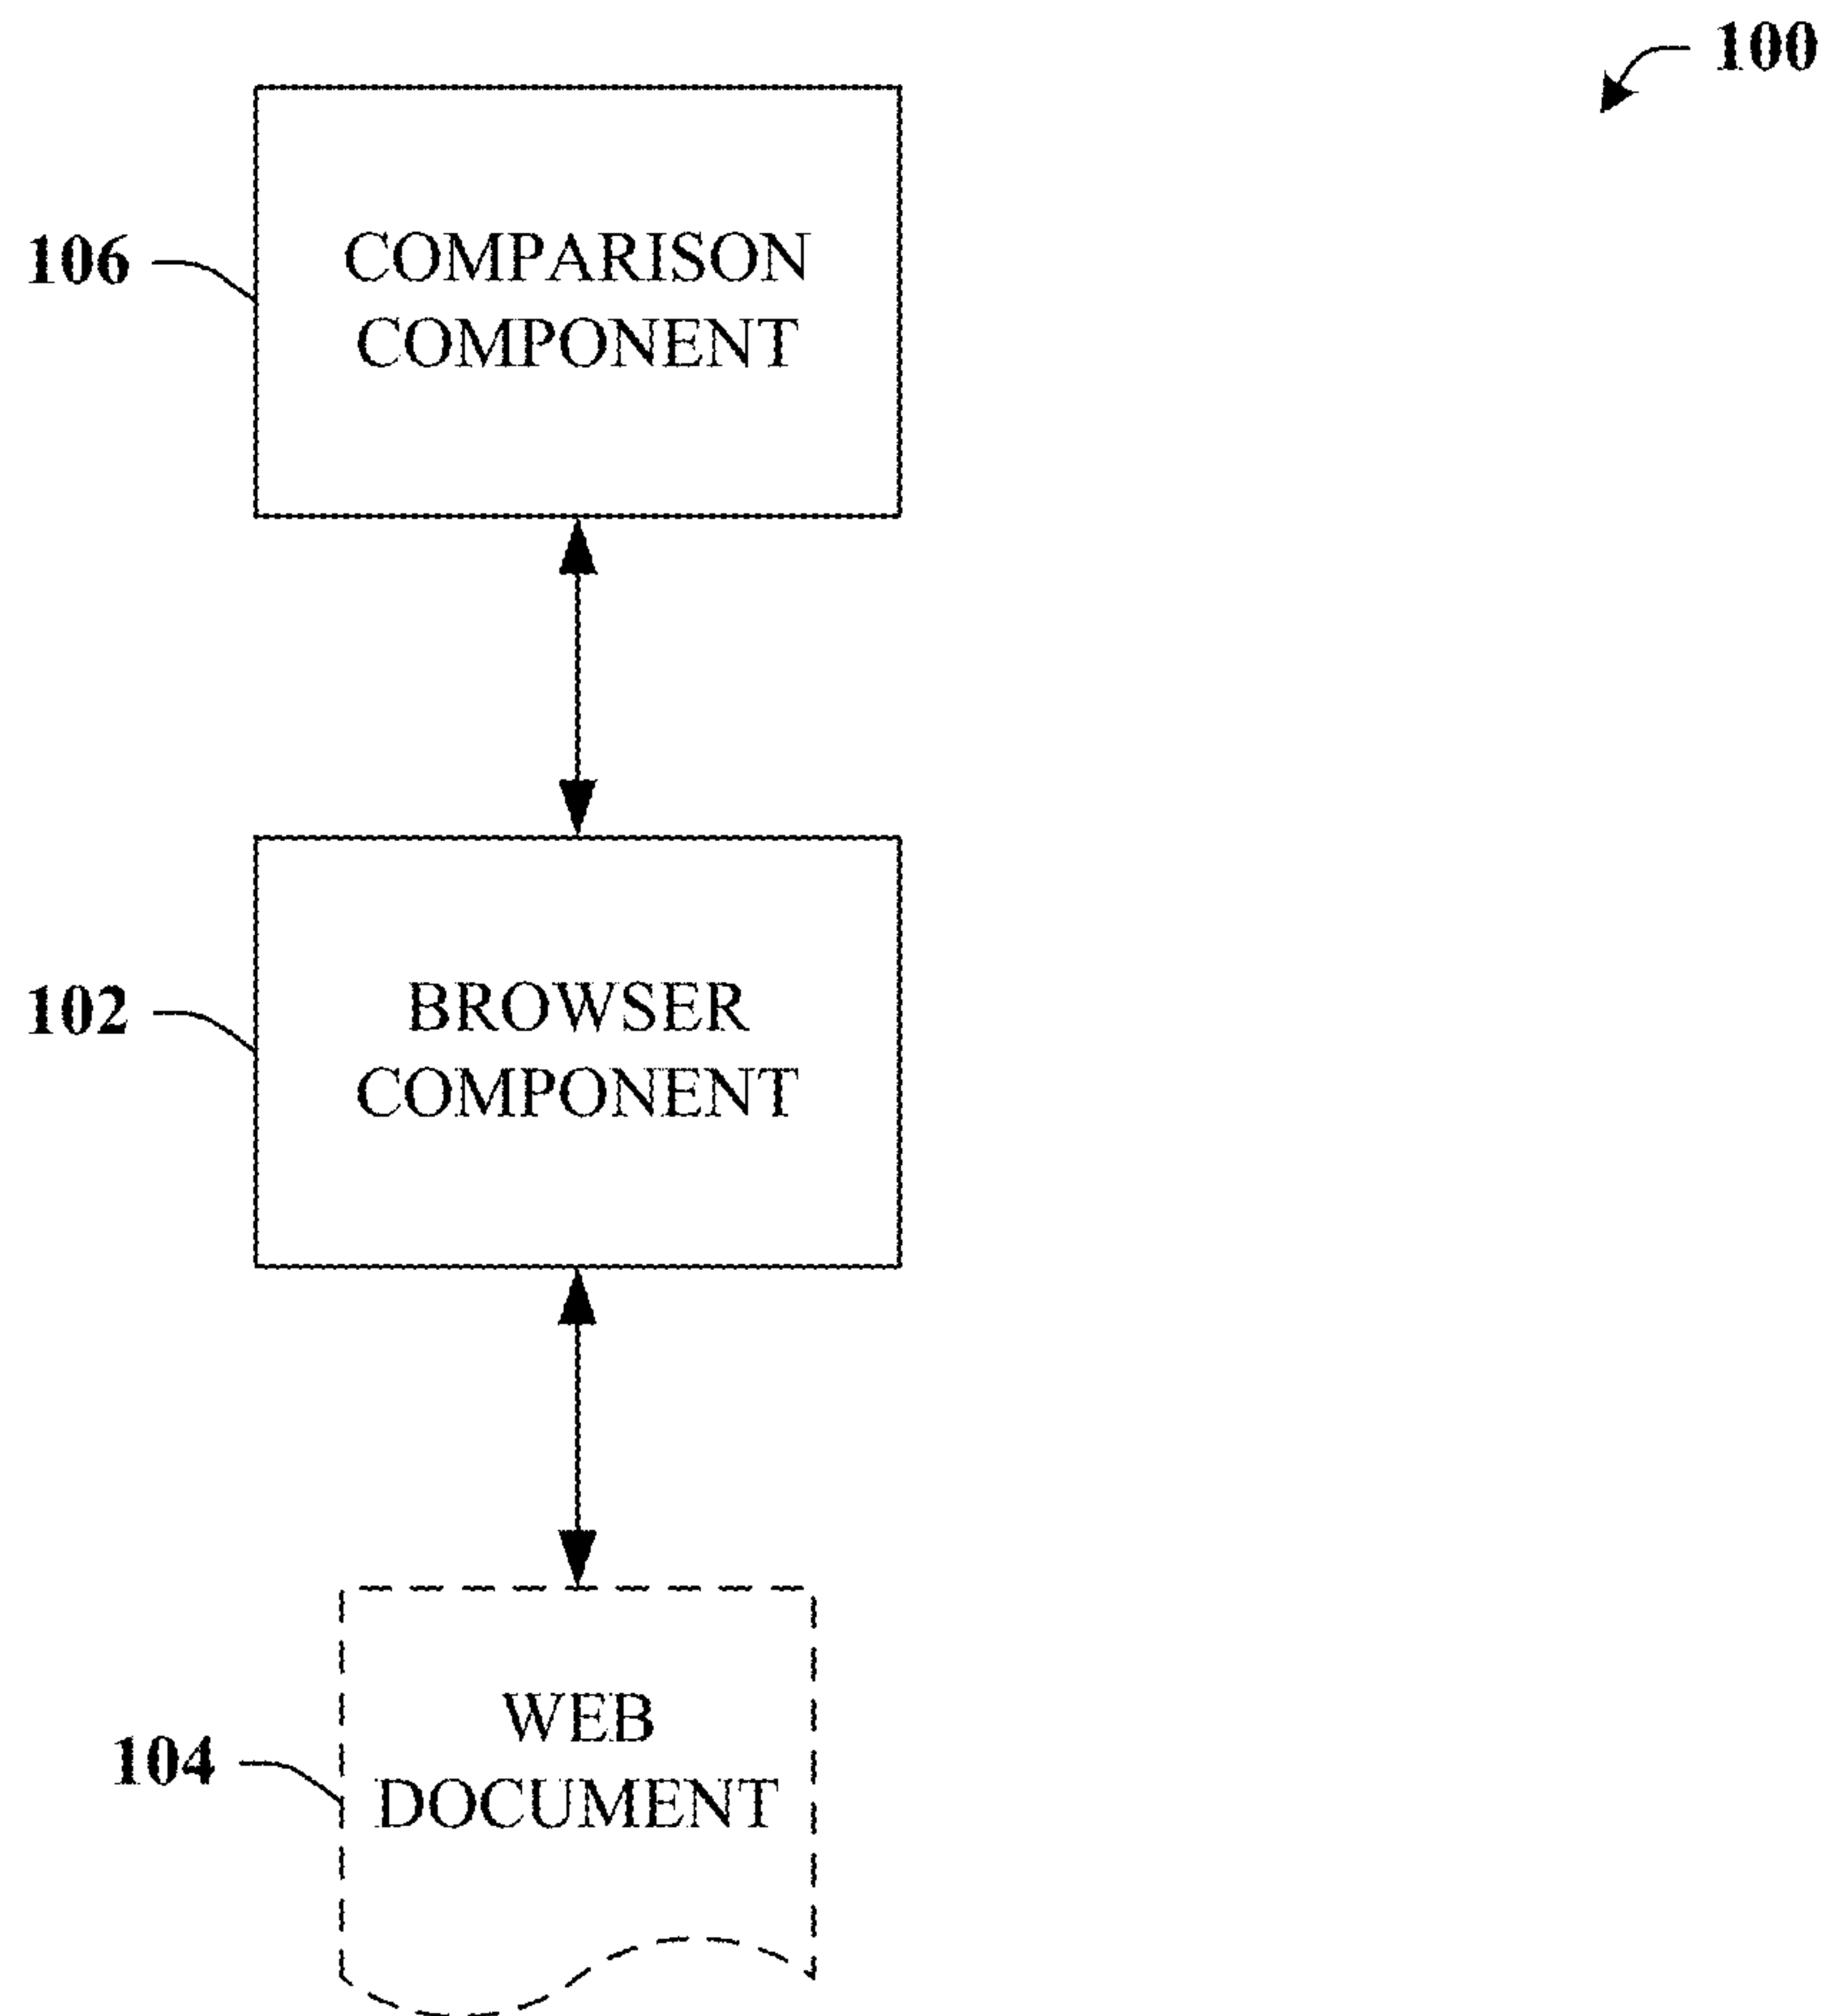 100
106
COMPARISON
COMPONENT
102
BROWSER
COMPONENT
104
WEB
DOCUMENT